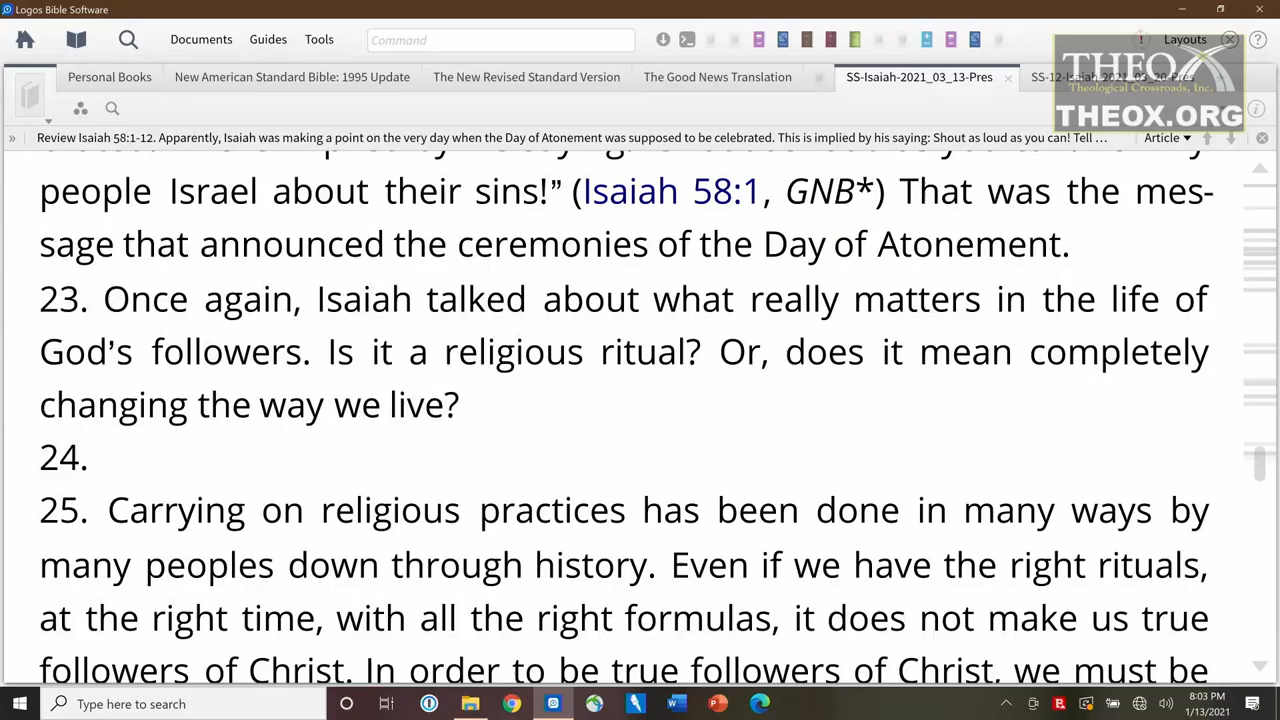 Logos Bible Software
Documents Guides Tools Command Layouts
Personal Books New American Standard Bible: 1995 Update The New Revised Standard Version The Good News Translation SS-Isaiah-2021_03_13-Pres SS-12-Isaiah-2021_03_20-Pres
THEOX
Theological Crossroads, Inc.
THEOX.ORG
» Review Isaiah 58:1-12. Apparently, Isaiah was making a point on the very day when the Day of Atonement was supposed to be celebrated. This is implied by his saying: Shout as loud as you can! Tell ... Article
people Israel about their sins!” (Isaiah 58:1, GNB*) That was the mes-
sage that announced the ceremonies of the Day of Atonement.
23. Once again, Isaiah talked about what really matters in the life of
God’s followers. Is it a religious ritual? Or, does it mean completely
changing the way we live?
24.
25. Carrying on religious practices has been done in many ways by
many peoples down through history. Even if we have the right rituals,
at the right time, with all the right formulas, it does not make us true
followers of Christ. In order to be true followers of Christ, we must be
Type here to search
8:03 PM
1/13/2021